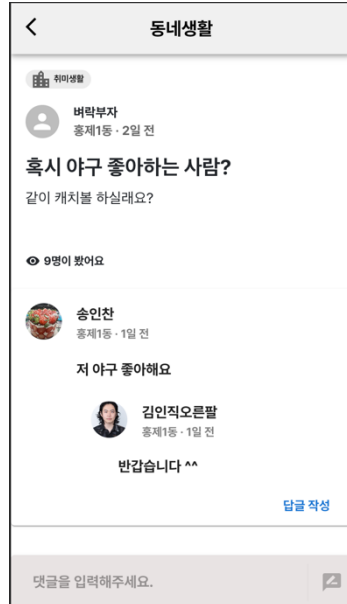 동네생활
취미생활
벼락부자
홍제1동 · 2일 전
혹시 야구 좋아하는 사람?
같이 캐치볼 하실래요?
9명이 봤어요
송인찬
홍제1동 · 1일 전
저 야구 좋아해요
김인직오른팔
홍제1동 · 1일 전
반갑습니다 ^^
답글 작성
댓글을 입력해주세요.